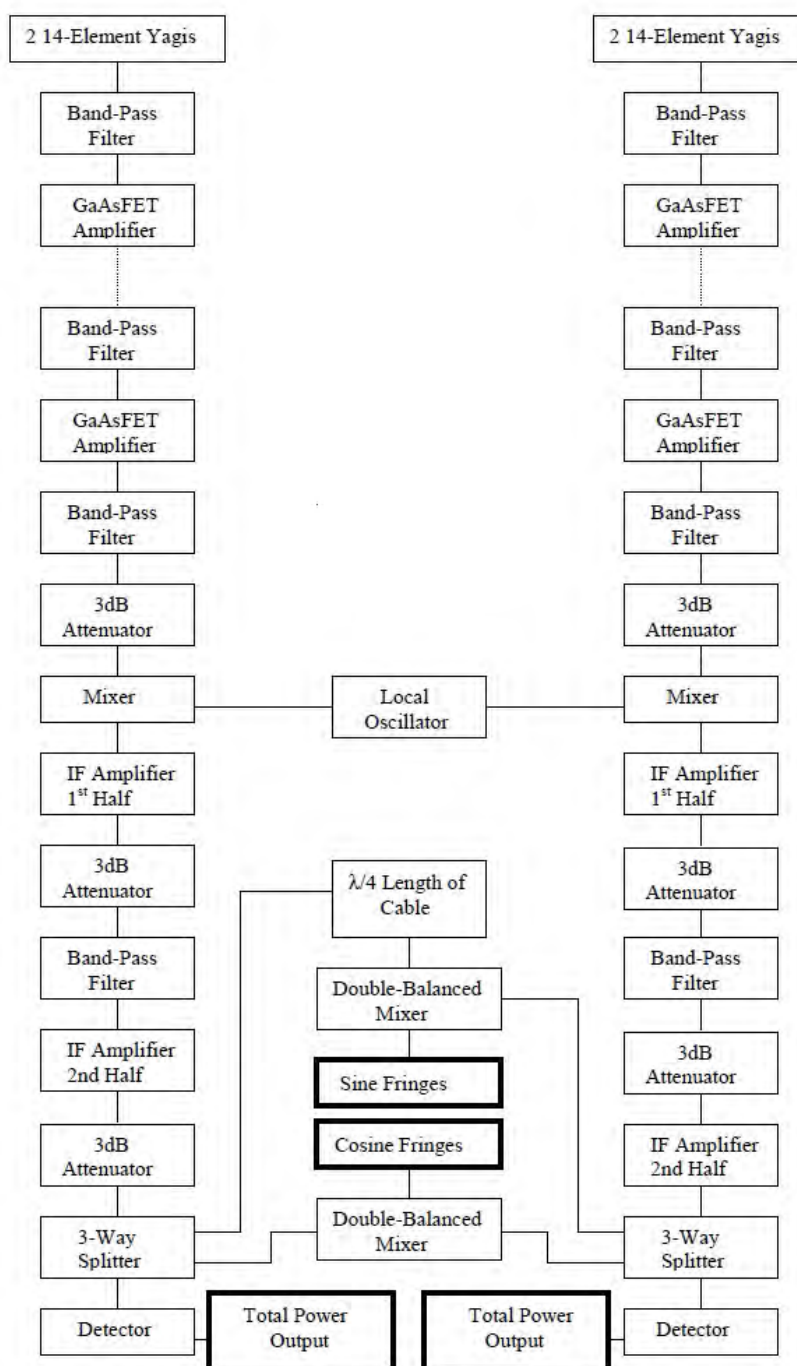 2 14-Element Yagis
Band-Pass
Filter
GaAsFET
Amplifier
Band-Pass
Filter
GaAsFET
Amplifier
Band-Pass
Filter
3dB
Attenuator
Mixer
IF Amplifier
1st Half
3dB
Attenuator
Band-Pass
Filter
IF Amplifier
2nd Half
3dB
Attenuator
3-Way
Splitter
Detector
Local
Oscillator
λ/4 Length of
Cable
Double-Balanced
Mixer
Sine Fringes
Cosine Fringes
Double-Balanced
Mixer
Total Power
Output
Total Power
Output
2 14-Element Yagis
Band-Pass
Filter
GaAsFET
Amplifier
Band-Pass
Filter
GaAsFET
Amplifier
Band-Pass
Filter
3dB
Attenuator
Mixer
IF Amplifier
1st Half
3dB
Attenuator
Band-Pass
Filter
3dB
Attenuator
IF Amplifier
2nd Half
3-Way
Splitter
Detector